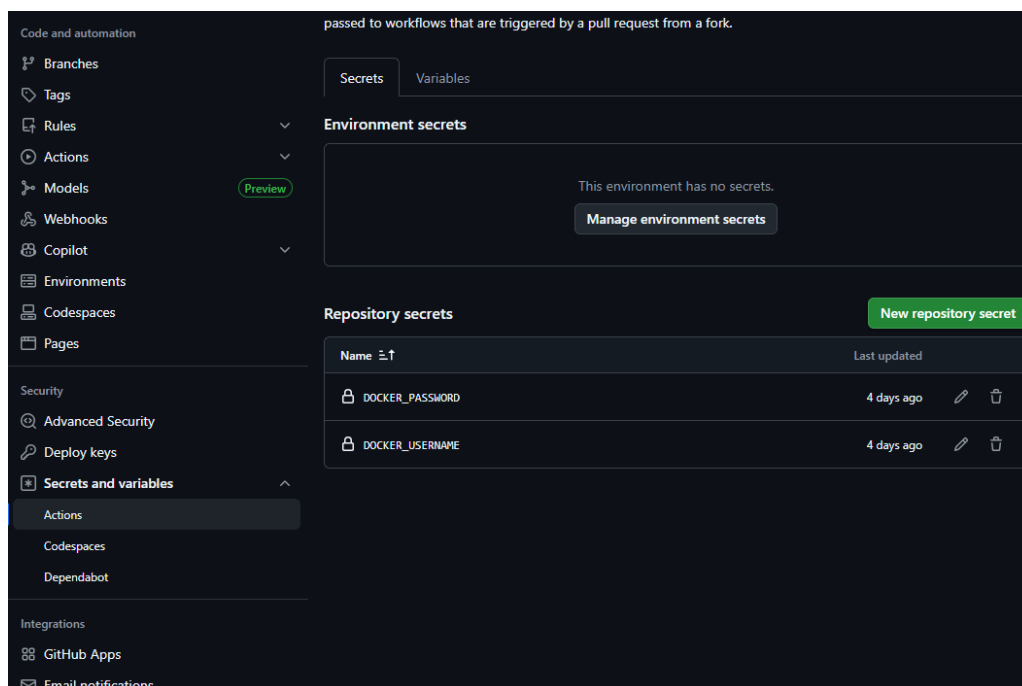 Code and automation
Branches
Tags
Rules
Actions
Models
Preview
Webhooks
Copilot
Environments
Codespaces
Pages
Security
Advanced Security
Deploy keys
Secrets and variables
Actions
Codespaces
Dependabot
Integrations
GitHub Apps
Email notifications
passed to workflows that are triggered by a pull request from a fork.
Secrets
Variables
Environment secrets
This environment has no secrets.
Manage environment secrets
Repository secrets
New repository secret
Name
Last updated
DOCKER_PASSWORD
4 days ago
DOCKER_USERNAME
4 days ago